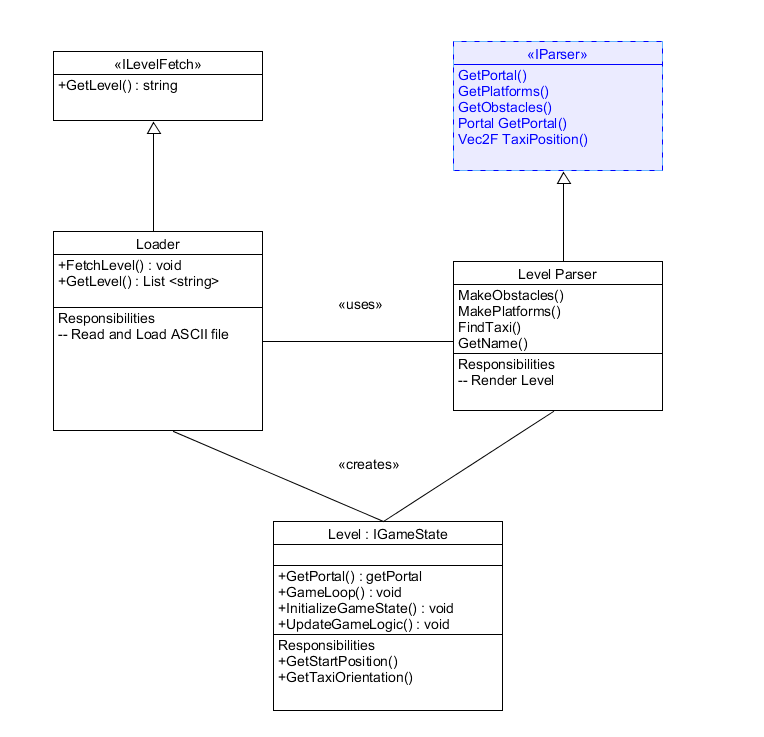 «ILevelFetch»
+GetLevel() : string
«IParser»
GetPortal()
GetPlatforms()
GetObstacles()
Portal GetPortal()
Vec2F TaxiPosition()
Loader
+FetchLevel() : void
+GetLevel() : List <string>
Responsibilities
-- Read and Load ASCII file
«uses»
Level Parser
MakeObstacles()
MakePlatforms()
FindTaxi()
GetName()
Responsibilities
-- Render Level
«creates»
Level : IGameState
+GetPortal() : getPortal
+GameLoop() : void
+InitializeGameState() : void
+UpdateGameLogic() : void
Responsibilities
+GetStartPosition()
+GetTaxiOrientation()